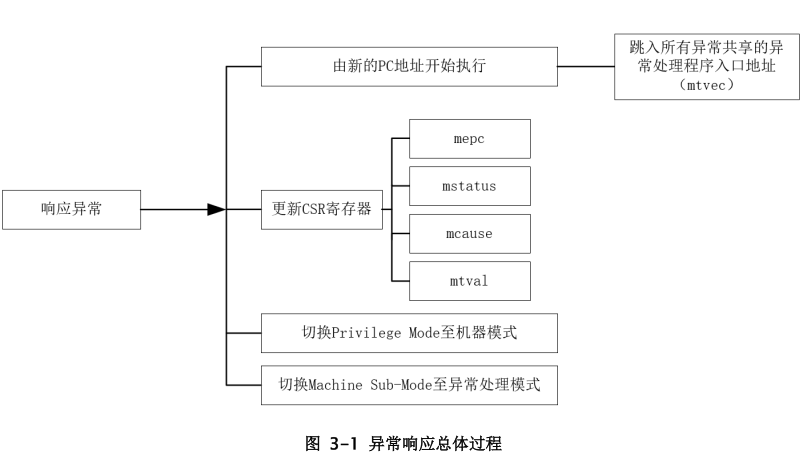 由新的PC地址开始执行
跳入所有异常共享的异
常处理程序入口地址
（mtvec）
响应异常
更新CSR寄存器
mepc
mstatus
mcause
mtval
切换Privilege Mode至机器模式
切换Machine Sub-Mode至异常处理模式
图 3-1 异常响应总体过程